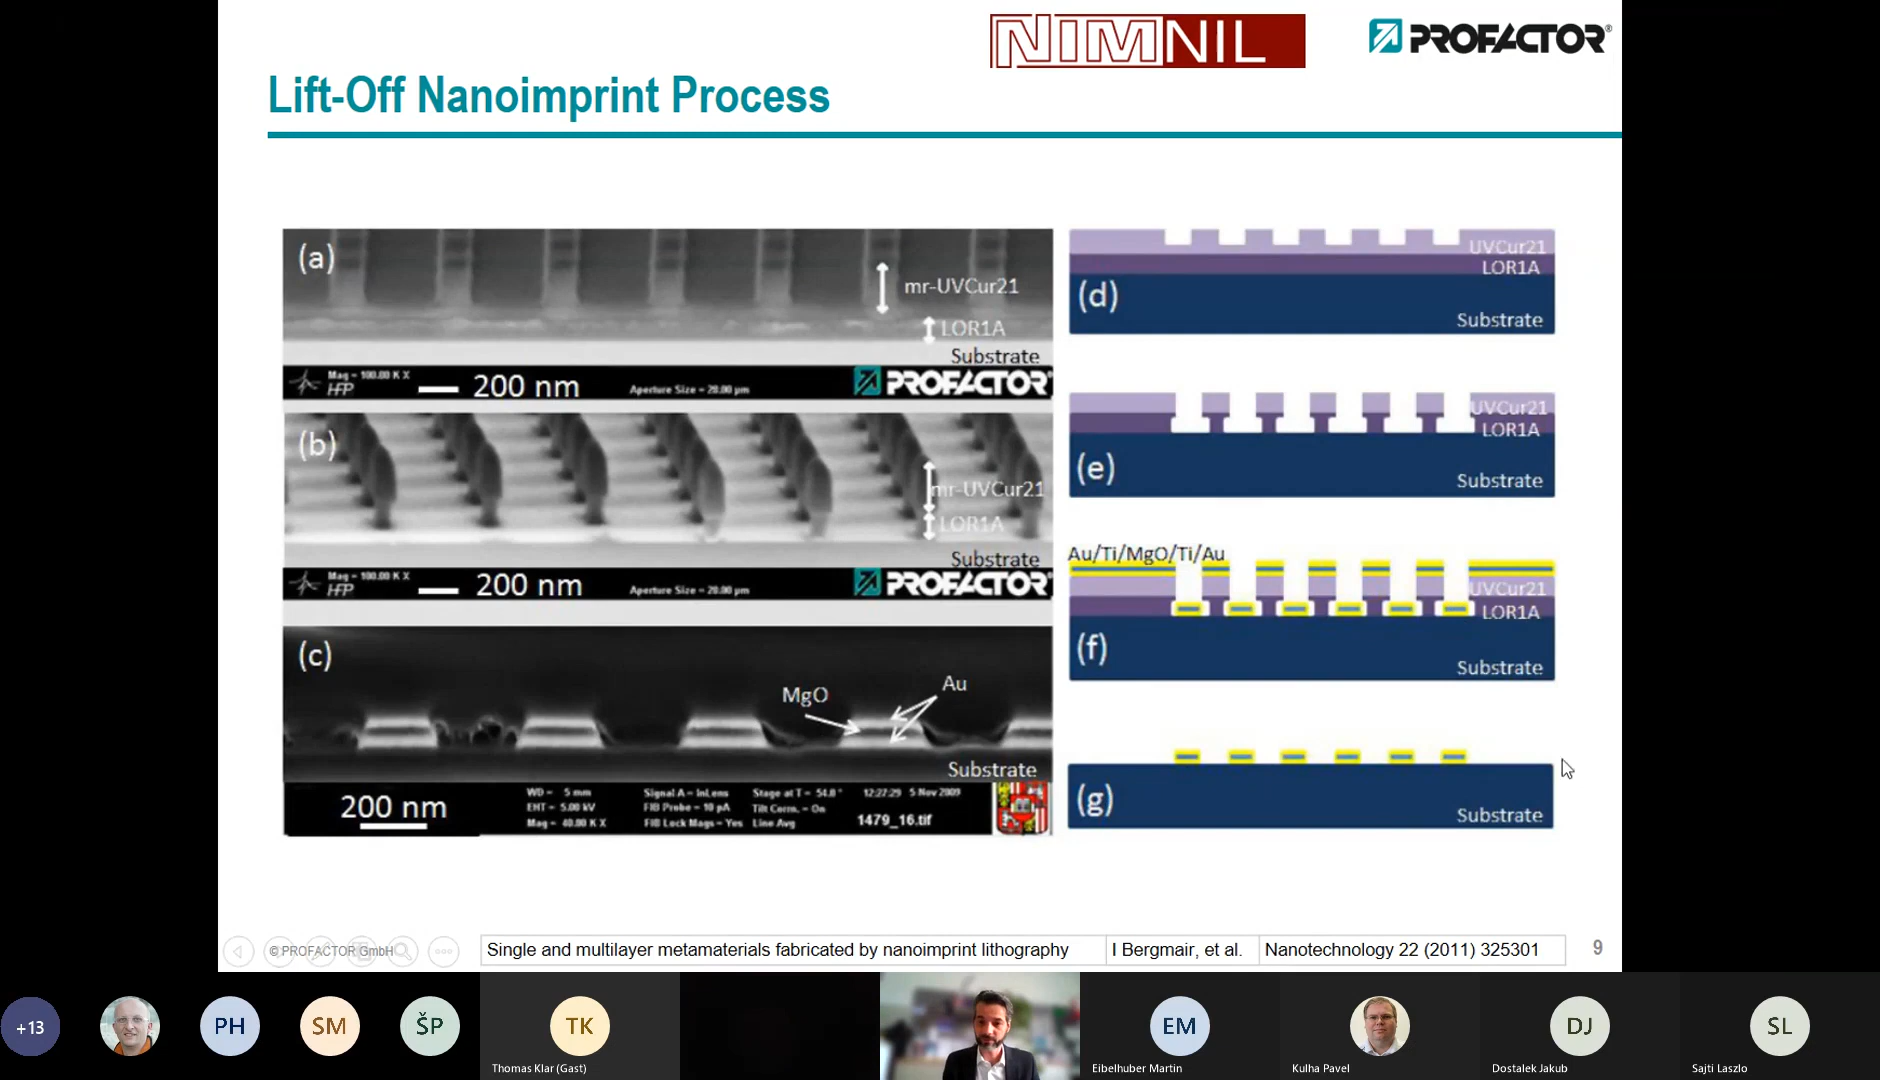 NIMNIL
PROFACTOR®
Lift-Off Nanoimprint Process
(a)
mr-UVCur21
LOR1A
Substrate
Mag = 100.00 K X
HFP
200 nm
Aperture Size = 20.00 µm
PROFACTOR
(b)
mr-UVCur21
LOR1A
Substrate
Mag = 100.00 K X
HFP
200 nm
Aperture Size = 20.00 µm
PROFACTOR
(c)
MgO
Au
Substrate
200 nm
WD = 5 mm
EHT = 5.00 kV
Mag = 40.00 K X
Signal A = InLens
FIB Probe = 10 pA
FIB Lock Mags = Yes
Stage at T = 54.8 °
Tilt Corrn. = On
Line Avg
12:27:29 5 Nov 2009
1479_16.tif
UVCur21
LOR1A
(d)
Substrate
UVCur21
LOR1A
(e)
Substrate
Au/Ti/MgO/Ti/Au
UVCur21
LOR1A
(f)
Substrate
(g)
Substrate
© PROFACTOR GmbH
Single and multilayer metamaterials fabricated by nanoimprint lithography
I Bergmair, et al.
Nanotechnology 22 (2011) 325301
9
+13
PH
SM
ŠP
TK
Thomas Klar (Gast)
EM
Eibelhuber Martin
Kulha Pavel
DJ
Dostalek Jakub
SL
Sajti Laszlo